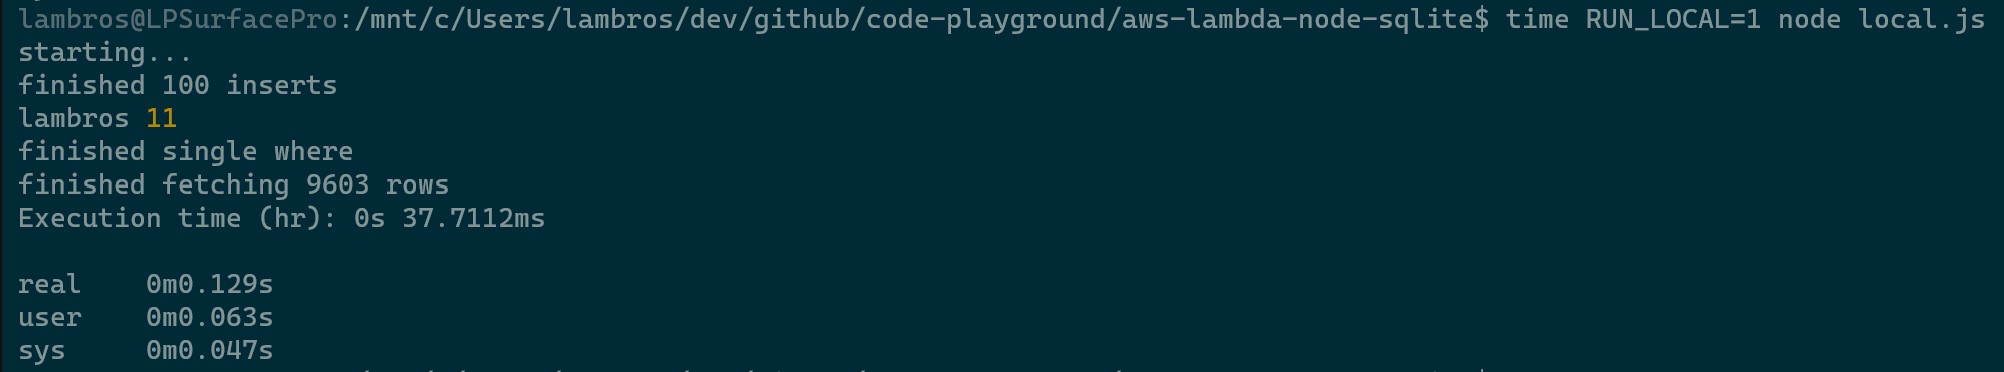 lambros@LPSurfacePro:/mnt/c/Users/lambros/dev/github/code-playground/aws-lambda-node-sqlite$ time RUN_LOCAL=1 node local.js
starting...
finished 100 inserts
lambros 11
finished single where
finished fetching 9603 rows
Execution time (hr): 0s 37.7112ms

real    0m0.129s
user    0m0.063s
sys     0m0.047s